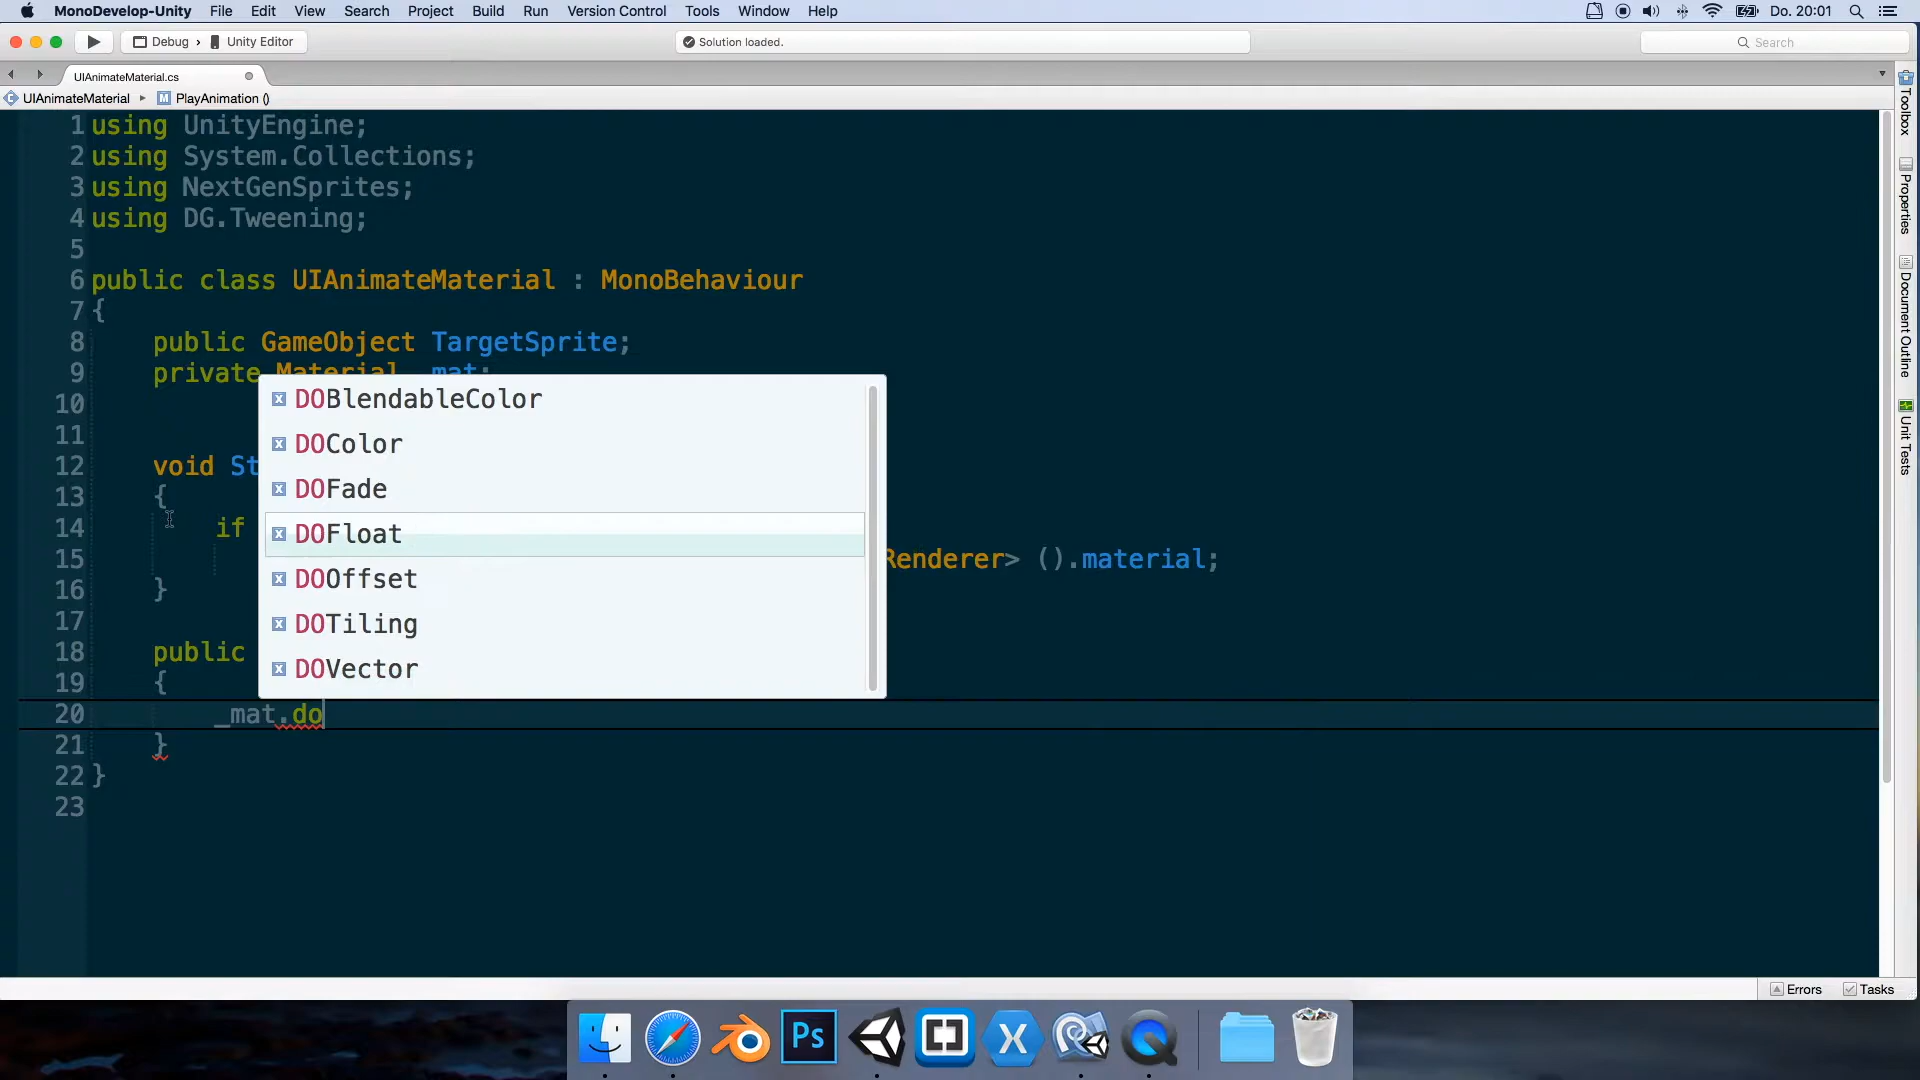 MonoDevelop-Unity File Edit View Search Project Build Run Version Control Tools Window Help Do. 20:01
Debug › Unity Editor Solution loaded. Search
UIAnimateMaterial.cs
UIAnimateMaterial PlayAnimation ()
1 using UnityEngine;
2 using System.Collections;
3 using NextGenSprites;
4 using DG.Tweening;
5
6 public class UIAnimateMaterial : MonoBehaviour
7 {
8 public GameObject TargetSprite;
9 private Material _mat;
10
11
12 void St
13 {
14 if
15 Renderer> ().material;
16 }
17
18 public
19 {
20 _mat.do
21 }
22 }
23
DOBlendableColor
DOColor
DOFade
DOFloat
DOOffset
DOTiling
DOVector
Toolbox
Properties
Document Outline
Unit Tests
Errors Tasks
Ps